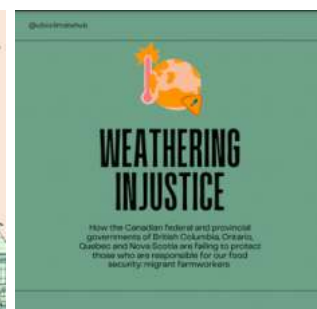 @ubcclimatehub
WEATHERING
INJUSTICE
How the Canadian federal and provincial
governments of British Columbia, Ontario,
Quebec and Nova Scotia are failing to protect
those who are responsible for our food
security: migrant farmworkers